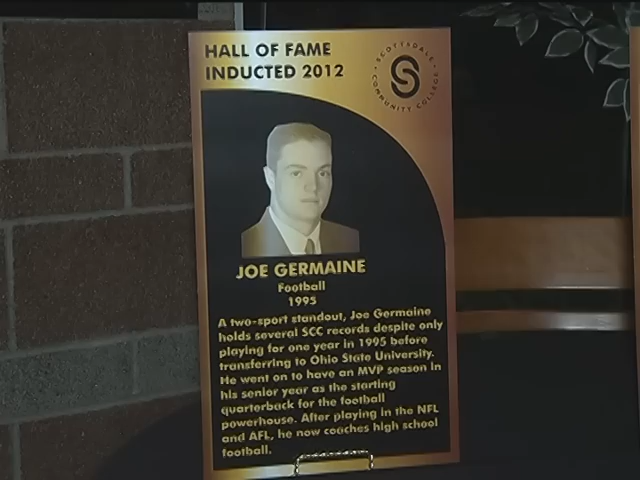 HALL OF FAME
INDUCTED 2012
SCOTTSDALE
COMMUNITY COLLEGE
JOE GERMAINE
Football
1995
A two-sport standout, Joe Germaine
holds several SCC records despite only
playing for one year in 1995 before
transferring to Ohio State University.
He went on to have an MVP season in
his senior year as the starting
quarterback for the football
powerhouse. After playing in the NFL
and AFL, he now coaches high school
football.